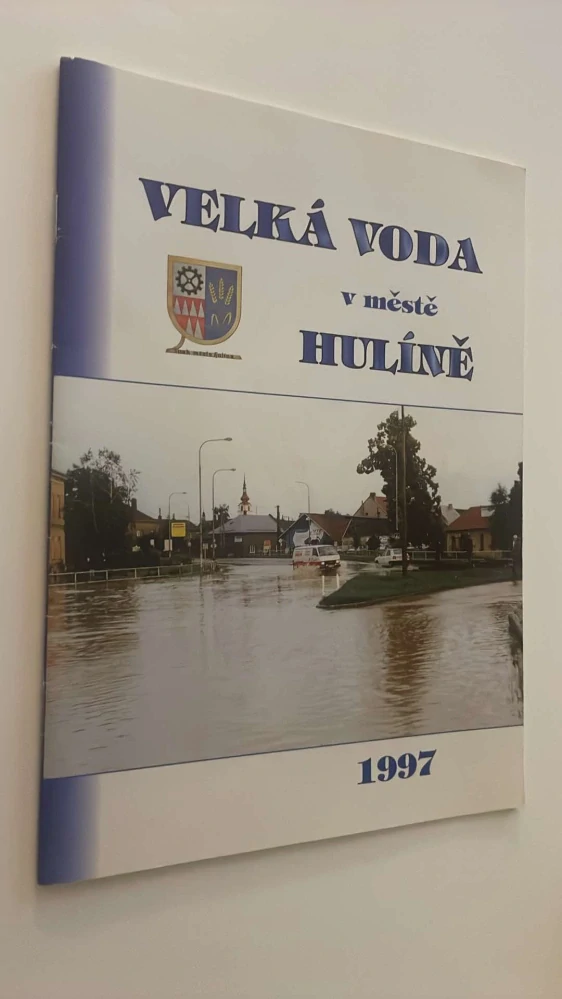 VELKÁ VODA
v městě
HULÍNĚ
1997